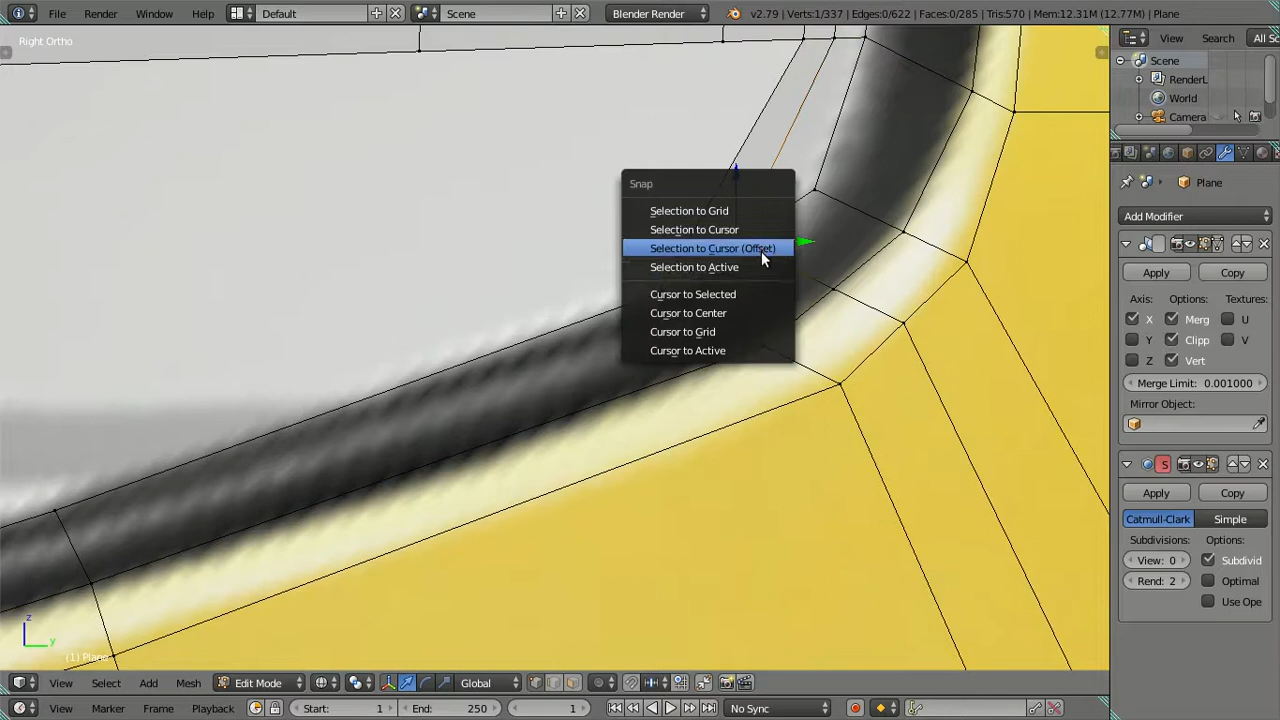 File Render Window Help Default Scene Blender Render v2.79 | Verts:1/337 | Edges:0/622 | Faces:0/285 | Tris:570 | Mem:12.31M (12.77M) | Plane
Right Ortho
View Search All Sc
Scene
RenderL
World
Camera
Snap
Selection to Grid
Selection to Cursor
Selection to Cursor (Offset)
Selection to Active
Cursor to Selected
Cursor to Center
Cursor to Grid
Cursor to Active
Plane
Add Modifier
Apply Copy
Axis: Options: Textures:
X Merg U
Y Clipp V
Z Vert
Merge Limit: 0.001000
Mirror Object:
S
Apply Copy
Catmull-Clark Simple
Subdivisions: Options:
View: 0 Subdivid
Rend: 2 Optimal
Use Ope
z
y
(1) Plane
View Select Add Mesh Edit Mode Global
View Marker Frame Playback Start: 1 End: 250 1 No Sync